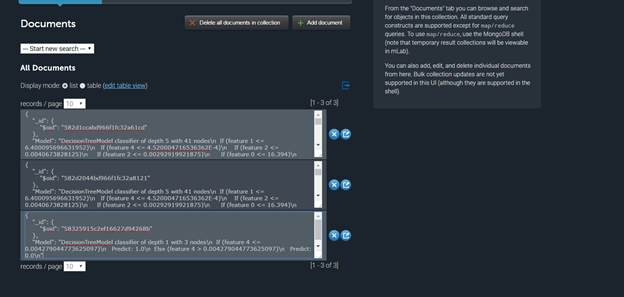 Documents
Delete all documents in collection
Add document
--- Start new search ---
All Documents
Display mode: list table (edit table view)
records / page 10 [1 - 3 of 3]
{
"_id": {
"$oid": "582d1ccabd966f1fc32a61cd"
},
"Model": "DecisionTreeModel classifier of depth 5 with 41 nodes\n If (feature 1 <=
6.400095696631952)\n If (feature 4 <= 4.520004716536362E-4)\n If (feature 2 <=
0.0040673828125)\n If (feature 2 <= 0.00292919921875)\n If (feature 0 <= 16.394)\n
{
"_id": {
"$oid": "582d2044bd966f1fc32a8121"
},
"Model": "DecisionTreeModel classifier of depth 5 with 41 nodes\n If (feature 1 <=
6.400095696631952)\n If (feature 4 <= 4.520004716536362E-4)\n If (feature 2 <=
0.0040673828125)\n If (feature 2 <= 0.00292919921875)\n If (feature 0 <= 16.394)\n
{
"_id": {
"$oid": "58325915c2ef16627d94268b"
},
"Model": "DecisionTreeModel classifier of depth 1 with 3 nodes\n If (feature 4 <=
0.004279044773625097)\n Predict: 1.0\n Else (feature 4 > 0.004279044773625097)\n Predict:
0.0\n"
records / page 10 [1 - 3 of 3]
From the "Documents" tab you can browse and search
for objects in this collection. All standard query
constructs are supported except for map/reduce
queries. To use map/reduce, use the MongoDB shell
(note that temporary result collections will be viewable
in mLab).
You can also add, edit, and delete individual documents
from here. Bulk collection updates are not yet
supported in this UI (although they are supported in the
shell).